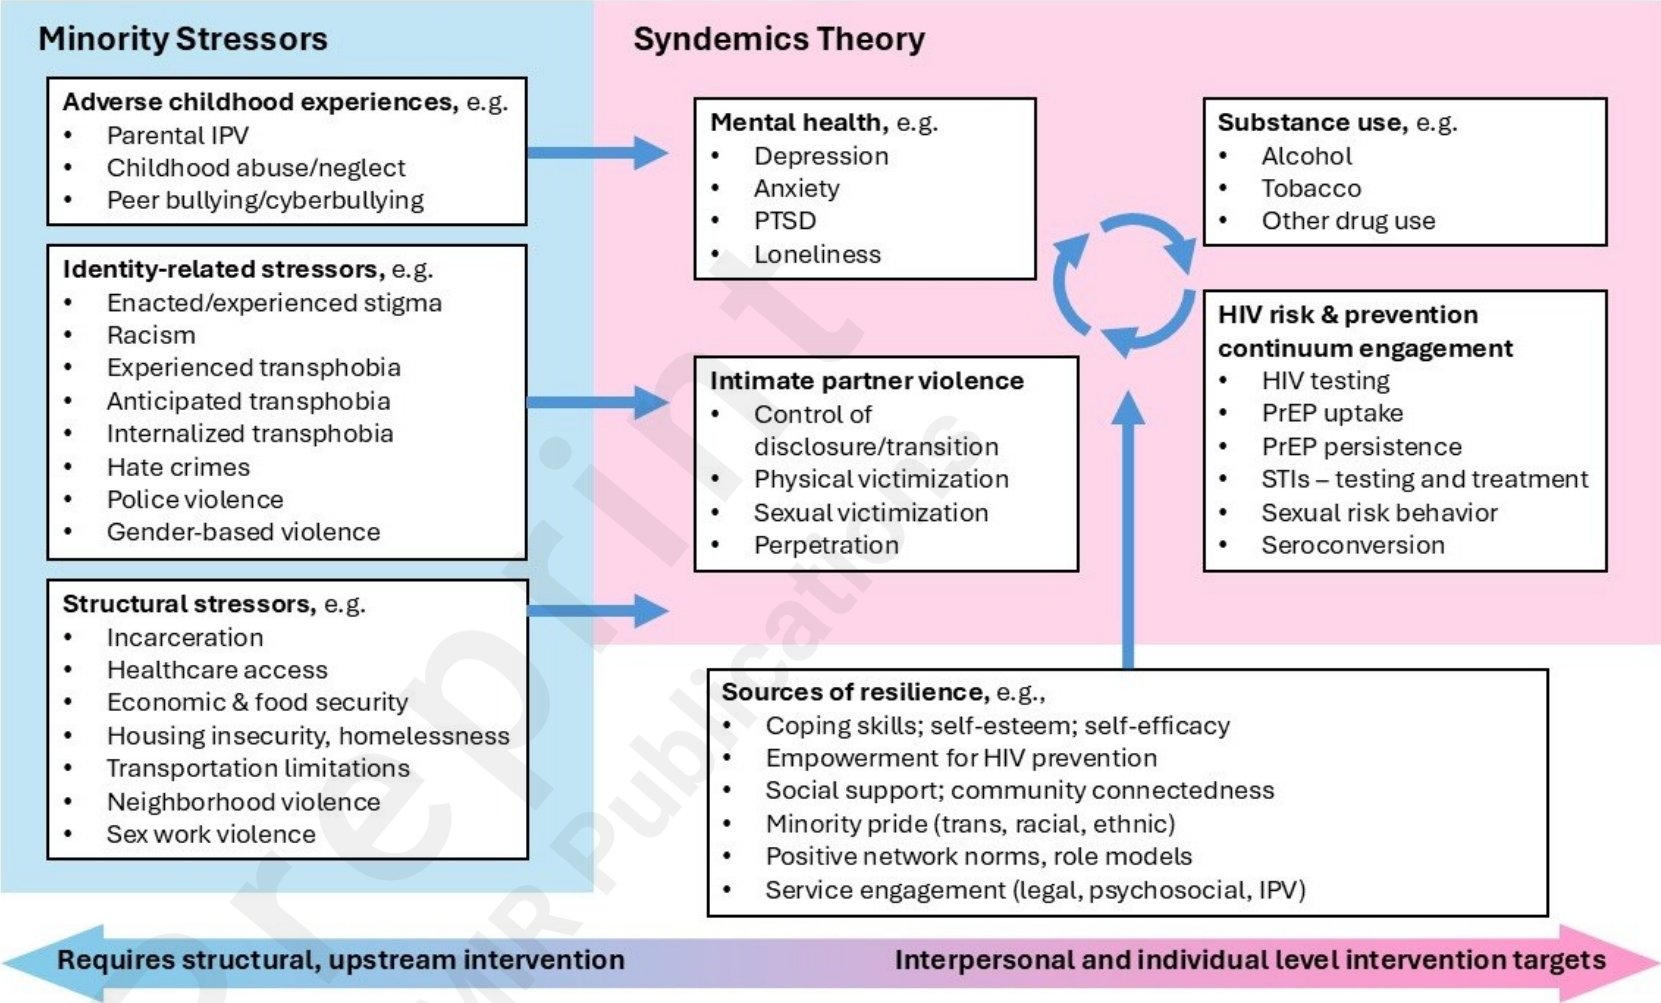 Minority Stressors
Adverse childhood experiences, e.g.
• Parental IPV
• Childhood abuse/neglect
• Peer bullying/cyberbullying
Identity-related stressors, e.g.
• Enacted/experienced stigma
• Racism
• Experienced transphobia
• Anticipated transphobia
• Internalized transphobia
• Hate crimes
• Police violence
• Gender-based violence
Structural stressors, e.g.
• Incarceration
• Healthcare access
• Economic & food security
• Housing insecurity, homelessness
• Transportation limitations
• Neighborhood violence
• Sex work violence
Syndemics Theory
Mental health, e.g.
• Depression
• Anxiety
• PTSD
• Loneliness
Intimate partner violence
• Control of
disclosure/transition
• Physical victimization
• Sexual victimization
• Perpetration
Substance use, e.g.
• Alcohol
• Tobacco
• Other drug use
HIV risk & prevention
continuum engagement
• HIV testing
• PrEP uptake
• PrEP persistence
• STIs – testing and treatment
• Sexual risk behavior
• Seroconversion
Sources of resilience, e.g.,
• Coping skills; self-esteem; self-efficacy
• Empowerment for HIV prevention
• Social support; community connectedness
• Minority pride (trans, racial, ethnic)
• Positive network norms, role models
• Service engagement (legal, psychosocial, IPV)
Requires structural, upstream intervention
Interpersonal and individual level intervention targets
Preprint
Publications